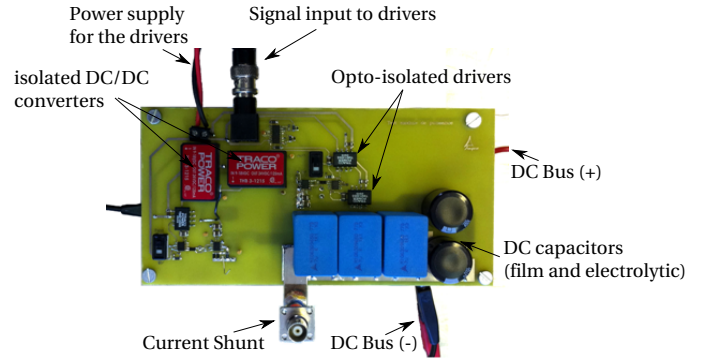 Power supply
for the drivers
Signal input to drivers
isolated DC/DC
converters
Opto-isolated drivers
TRACO
POWER
TRACO
POWER
DC Bus (+)
DC capacitors
(film and electrolytic)
Current Shunt
DC Bus (-)